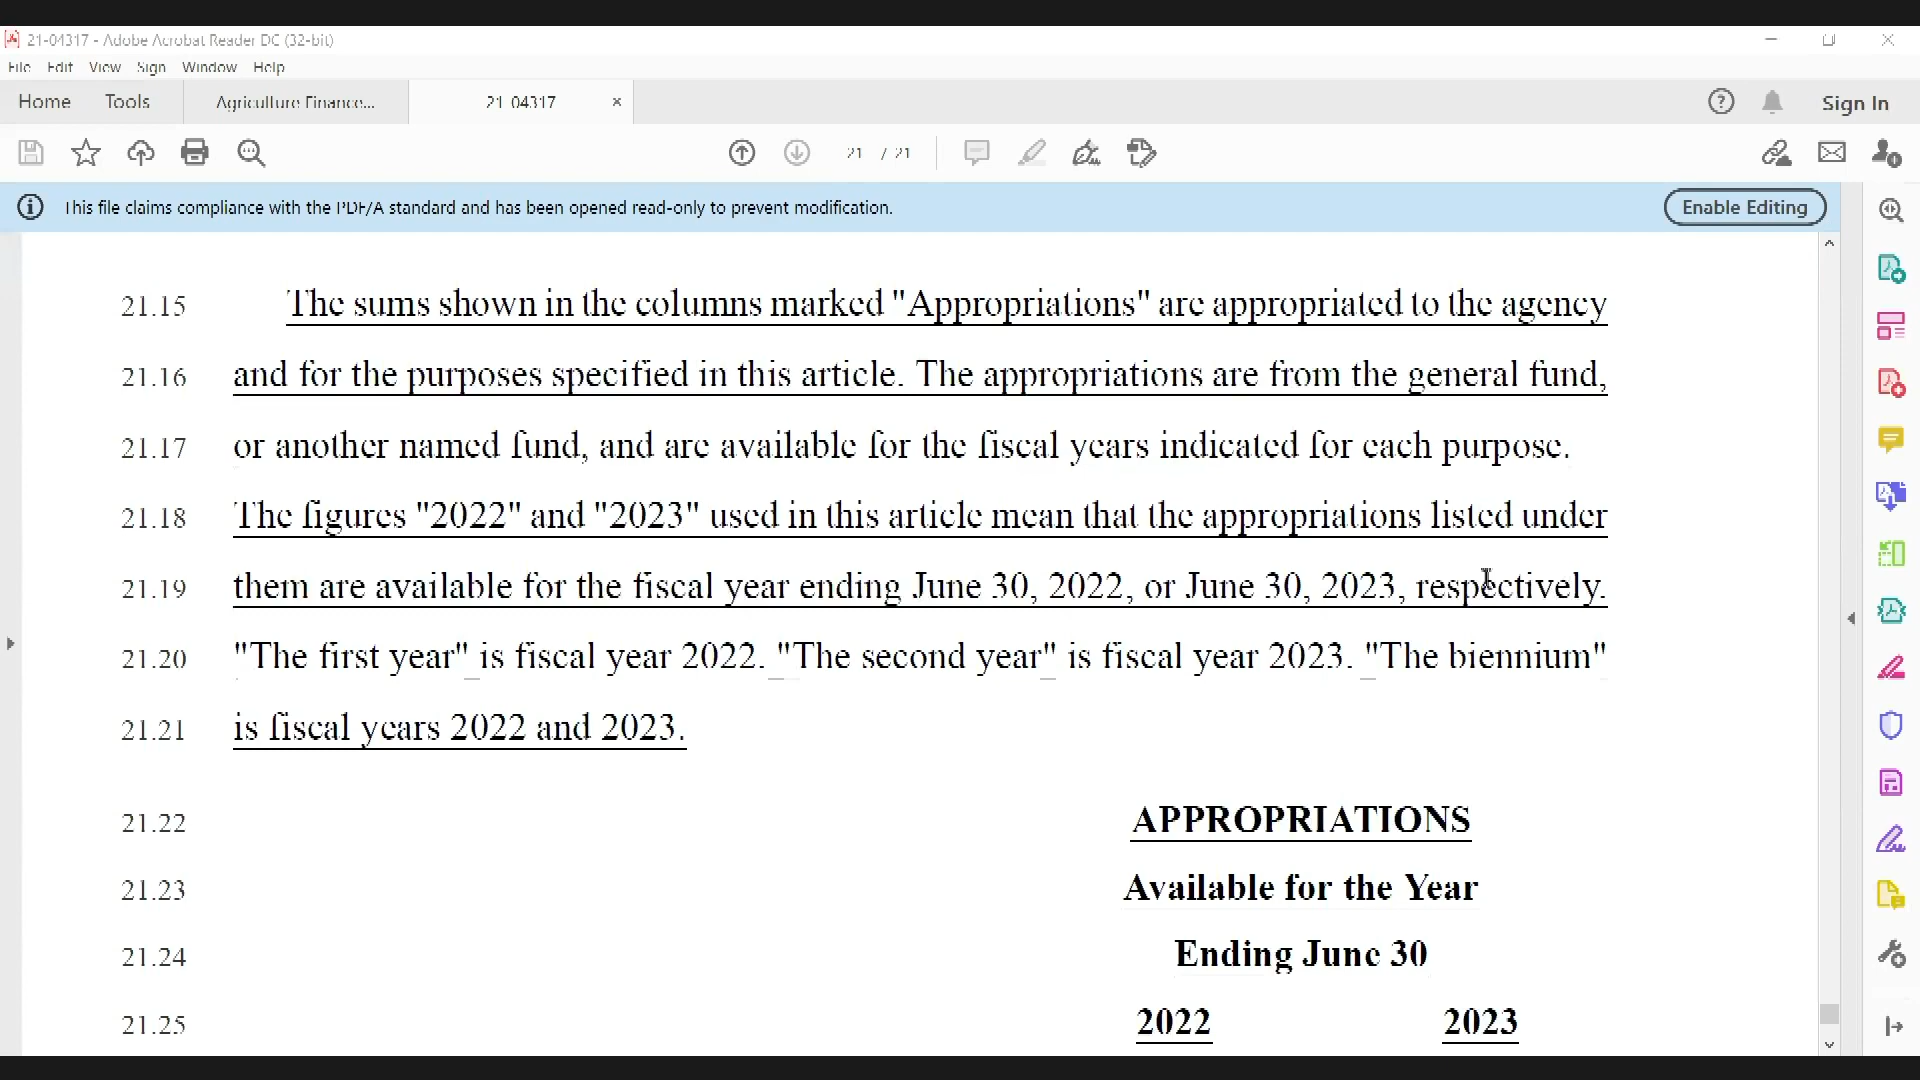 21-04317 - Adobe Acrobat Reader DC (32-bit)
File Edit View Sign Window Help
Home Tools Agriculture Finance... 21-04317 × Sign In
21 / 21
This file claims compliance with the PDF/A standard and has been opened read-only to prevent modification. Enable Editing
21.15 The sums shown in the columns marked "Appropriations" are appropriated to the agency
21.16 and for the purposes specified in this article. The appropriations are from the general fund,
21.17 or another named fund, and are available for the fiscal years indicated for each purpose.
21.18 The figures "2022" and "2023" used in this article mean that the appropriations listed under
21.19 them are available for the fiscal year ending June 30, 2022, or June 30, 2023, respectively.
21.20 "The first year" is fiscal year 2022. "The second year" is fiscal year 2023. "The biennium"
21.21 is fiscal years 2022 and 2023.
21.22 APPROPRIATIONS
21.23 Available for the Year
21.24 Ending June 30
21.25 2022 2023